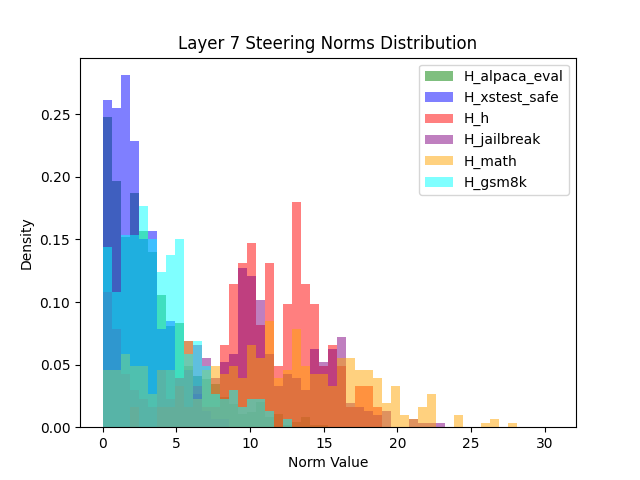 Layer 7 Steering Norms Distribution
H_alpaca_eval
H_xstest_safe
H_h
H_jailbreak
H_math
H_gsm8k
Density
0.25
0.20
0.15
0.10
0.05
0.00
0 5 10 15 20 25 30
Norm Value